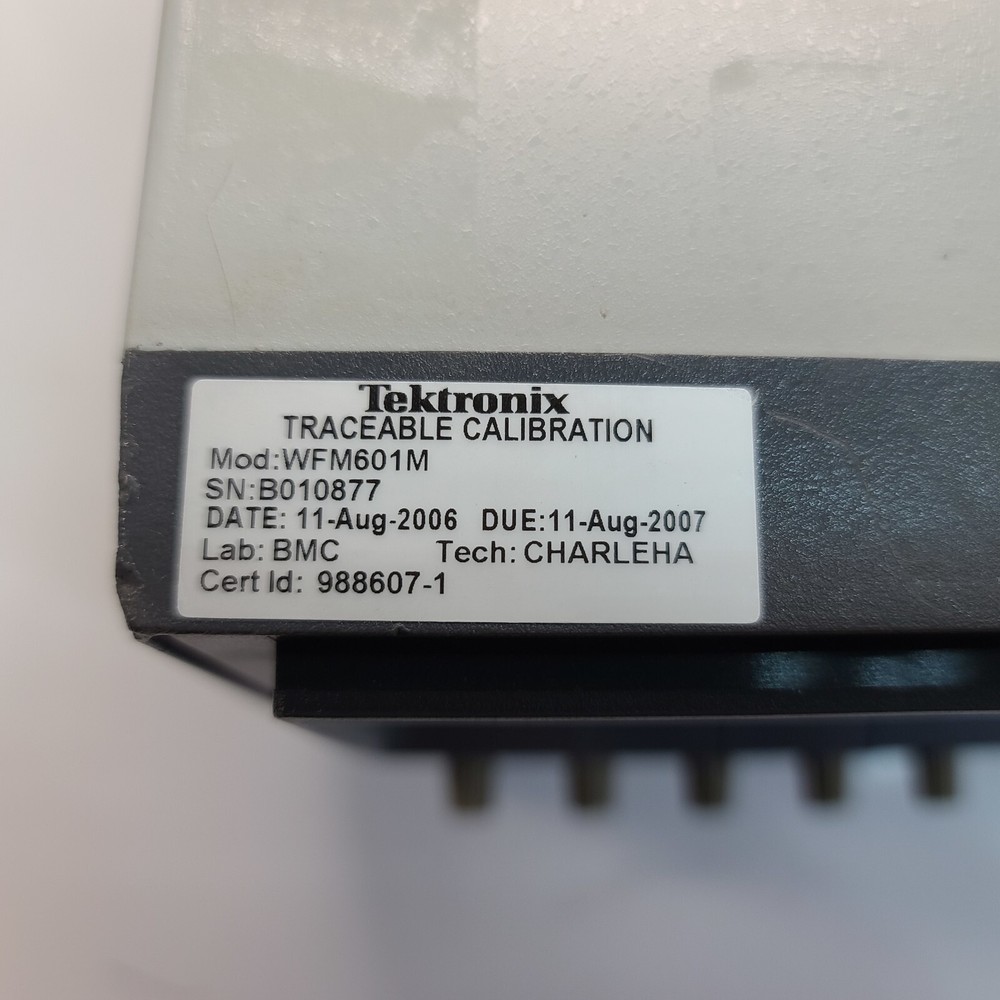 Tektronix
TRACEABLE CALIBRATION
Mod:WFM601M
SN:B010877
DATE: 11-Aug-2006 DUE:11-Aug-2007
Lab: BMC Tech: CHARLEHA
Cert Id: 988607-1